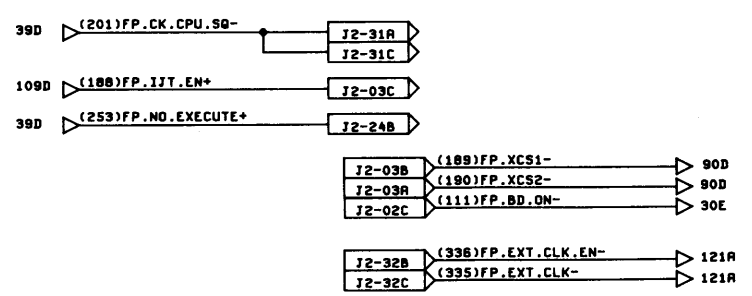 39D (201)FP.CK.CPU.SQ- J2-31A
J2-31C
109D (188)FP.IJT.EN+ J2-03C
39D (253)FP.NO.EXECUTE+ J2-24B
J2-03B (189)FP.XCS1- 90D
J2-03A (190)FP.XCS2- 90D
J2-02C (111)FP.BD.ON- 30E
J2-32B (336)FP.EXT.CLK.EN- 121A
J2-32C (335)FP.EXT.CLK- 121A